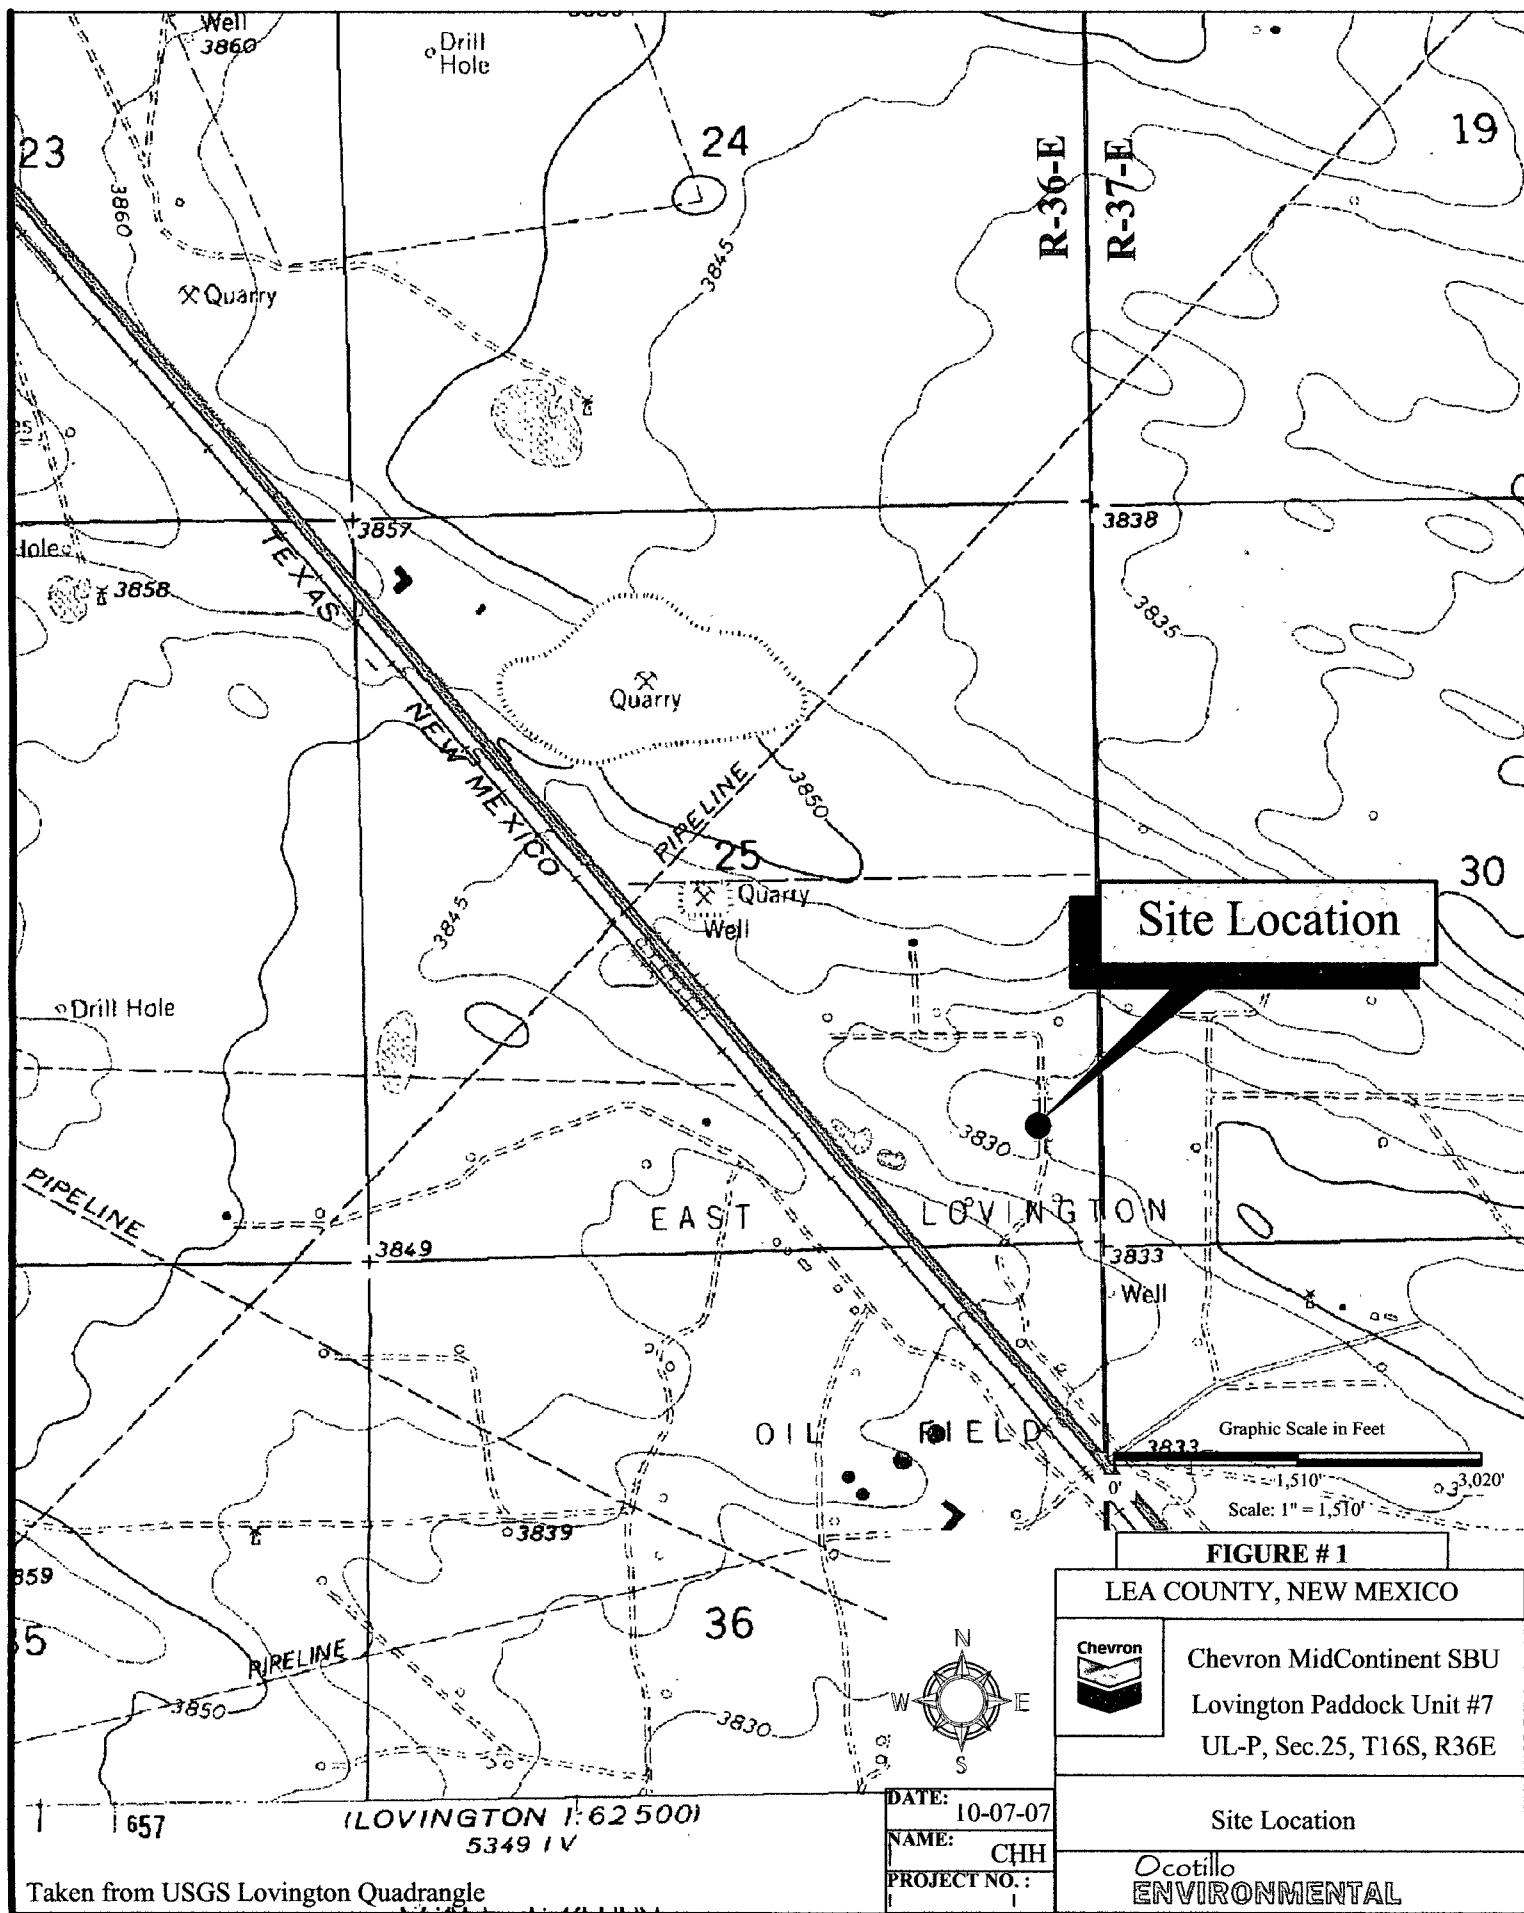 Well
3860
Drill
Hole
23
24
19
R-36-E
R-37-E
3860
3845
Quarry
3857
3838
3858
TEXAS
3835
Quarry
NEW MEXICO
PIPELINE
3850
25
30
Quarry
Well
Site Location
3845
Drill Hole
3830
PIPELINE
EAST LOVINGTON
3849
3833
Well
OIL FIELD
Graphic Scale in Feet
3833
0'
1,510'
3,020'
Scale: 1" = 1,510'
3839
FIGURE # 1
859
LEA COUNTY, NEW MEXICO
36
PIPELINE
Chevron
Chevron MidContinent SBU
Lovington Paddock Unit #7
UL-P, Sec.25, T16S, R36E
N
W E
S
3850
3830
657
(LOVINGTON 1:62 500)
5349 IV
DATE: 10-07-07
NAME: CHH
PROJECT NO. :
Site Location
Ocotillo
ENVIRONMENTAL
Taken from USGS Lovington Quadrangle